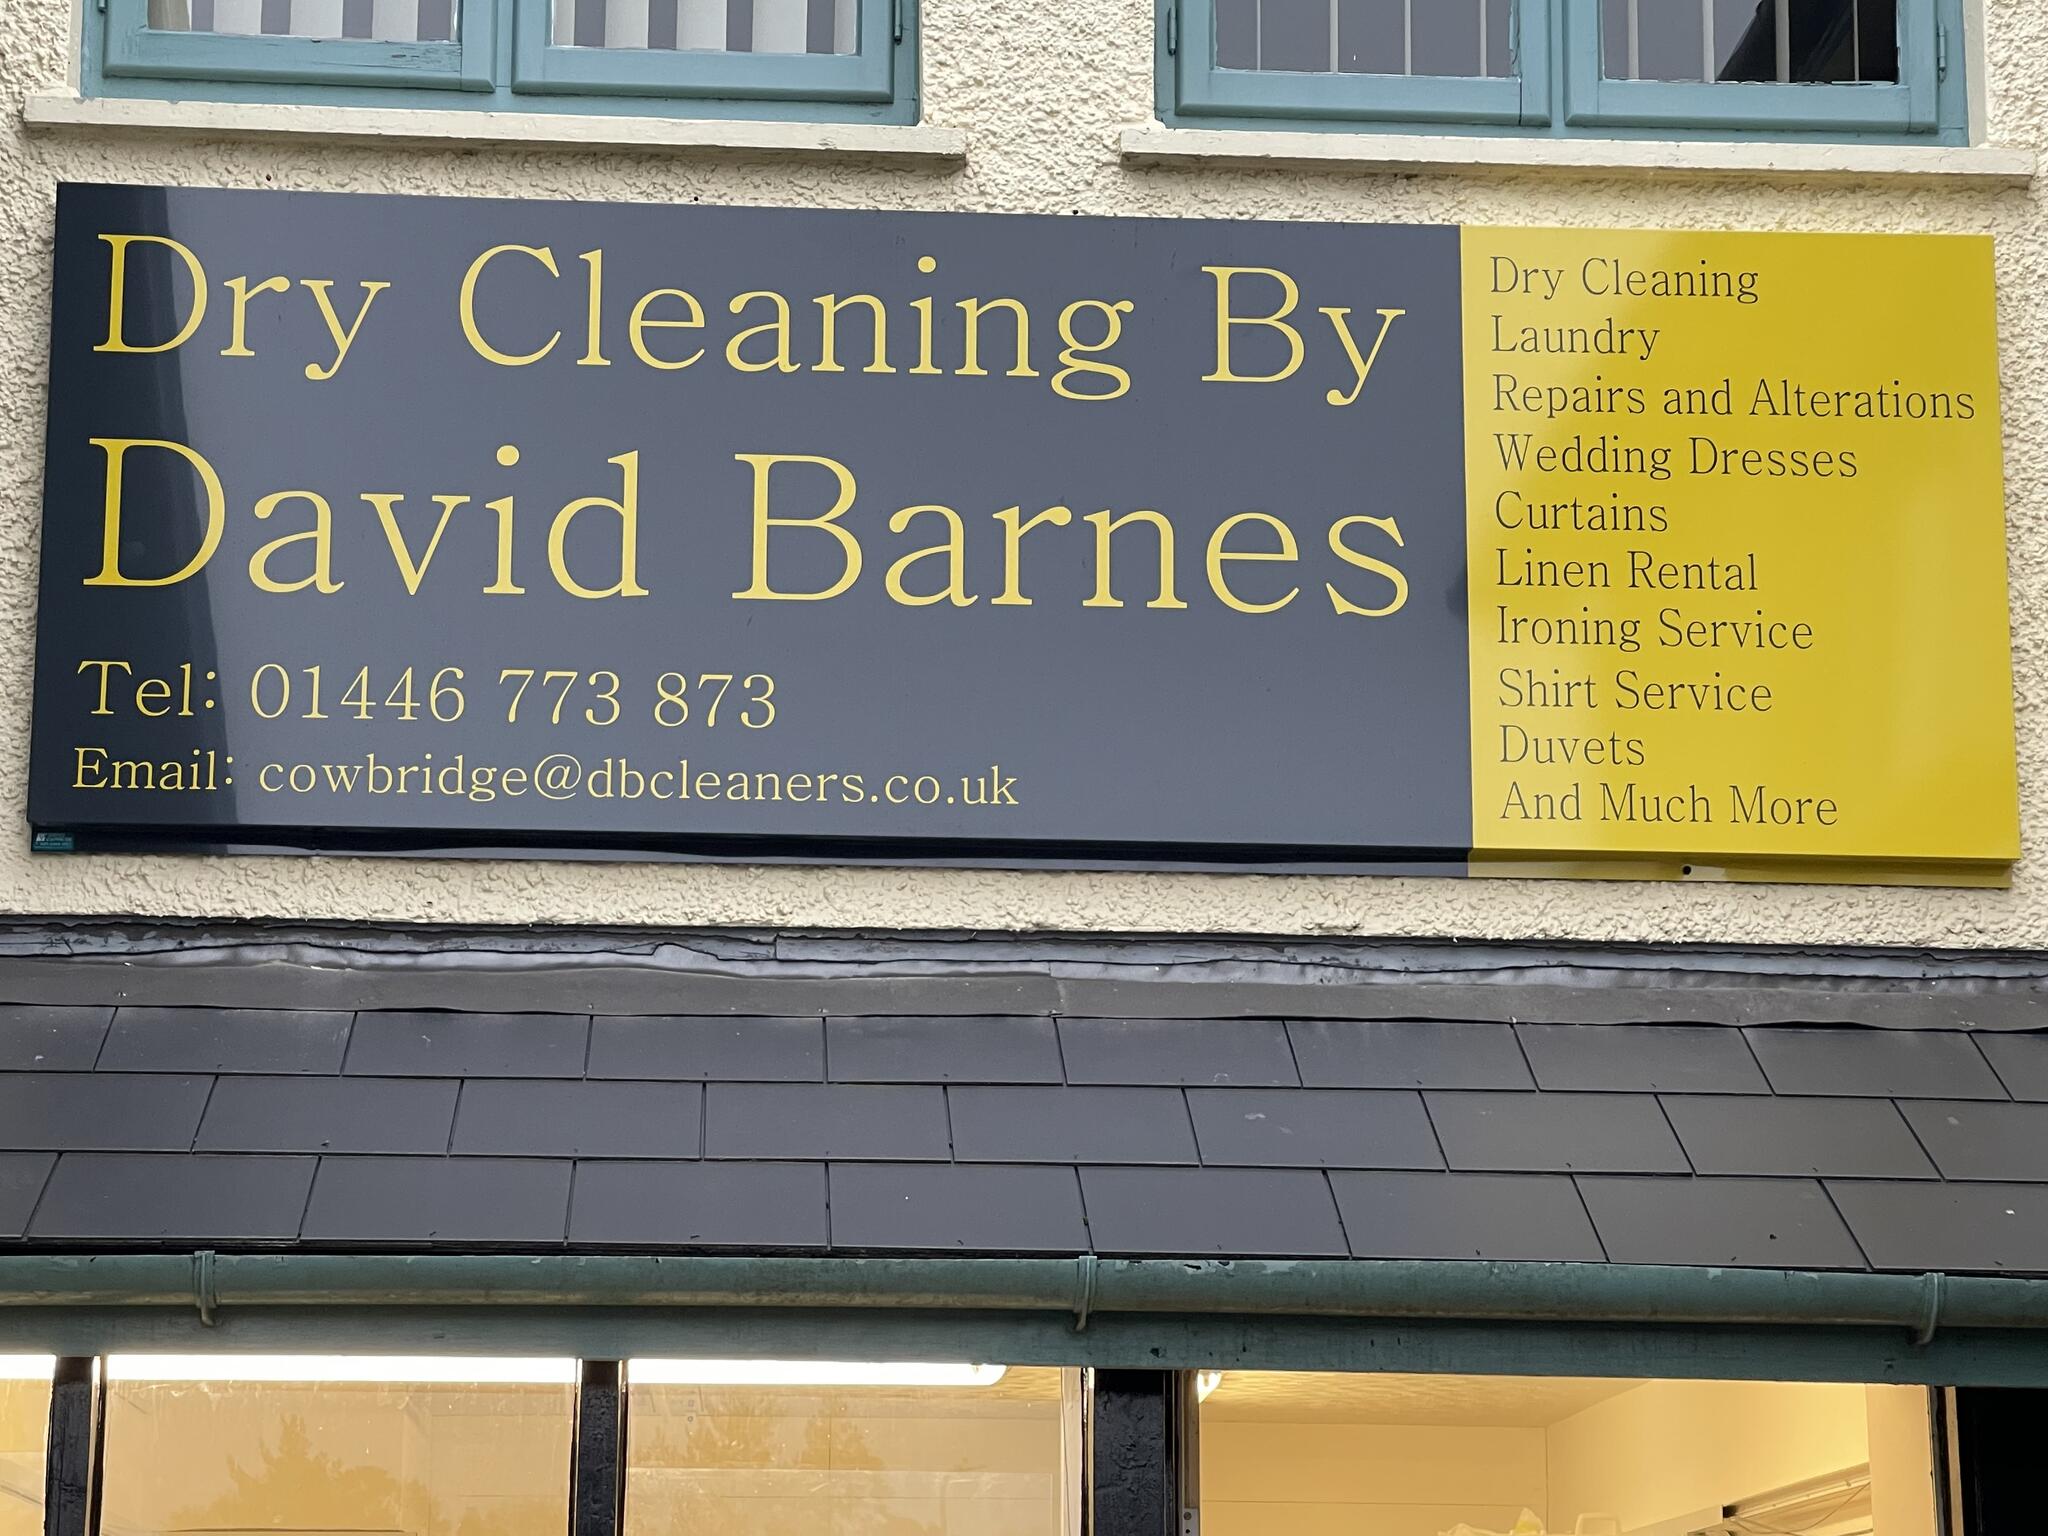 Dry Cleaning By
David Barnes
Tel: 01446 773 873
Email: cowbridge@dbcleaners.co.uk
Dry Cleaning
Laundry
Repairs and Alterations
Wedding Dresses
Curtains
Linen Rental
Ironing Service
Shirt Service
Duvets
And Much More